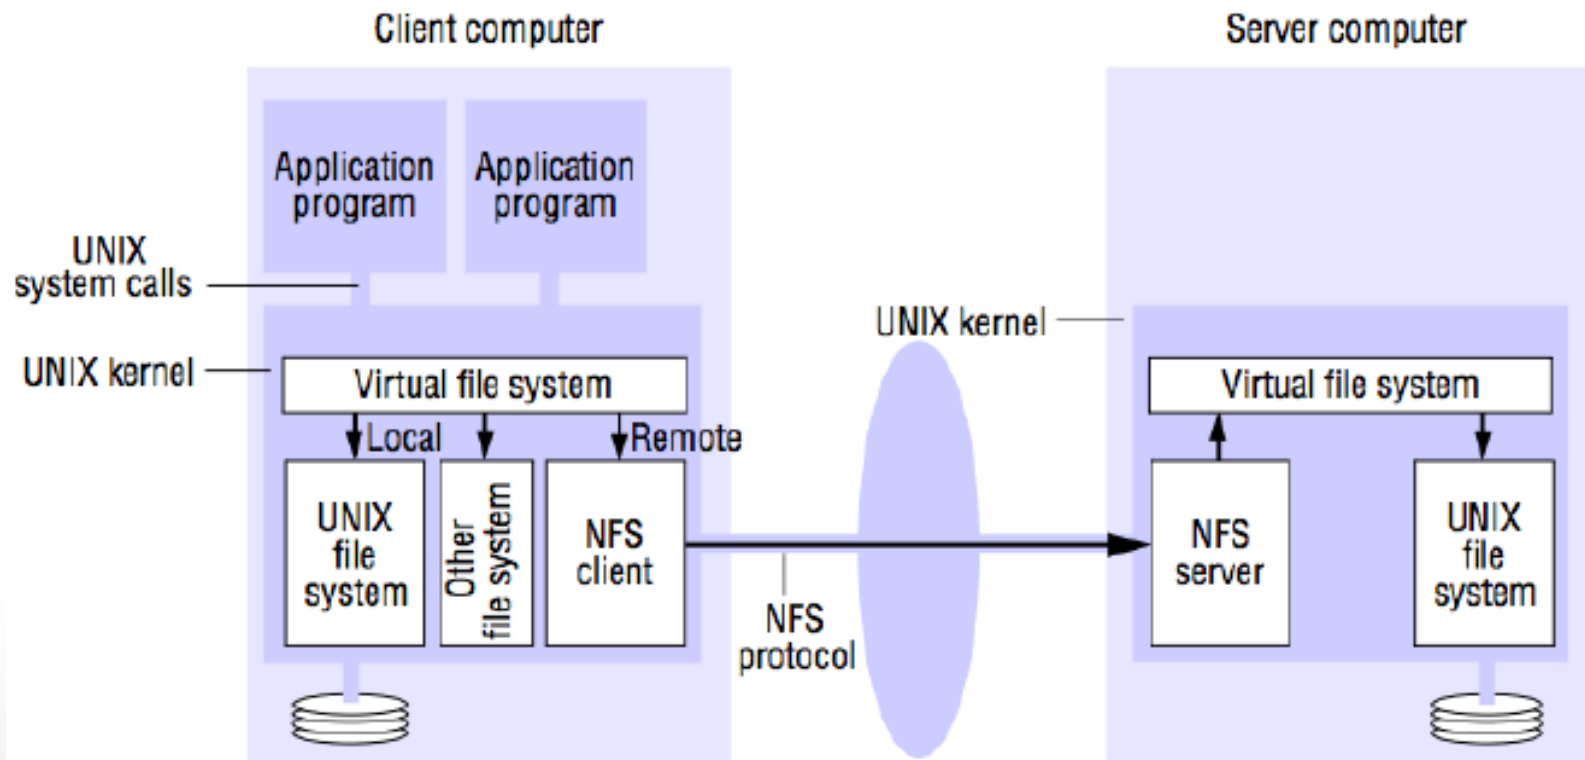 Client computer
Server computer
Application
program
Application
program
UNIX
system calls
UNIX kernel
UNIX kernel
Virtual file system
Virtual file system
Local
Remote
UNIX
file
system
Other
file system
NFS
client
NFS
server
UNIX
file
system
NFS
protocol